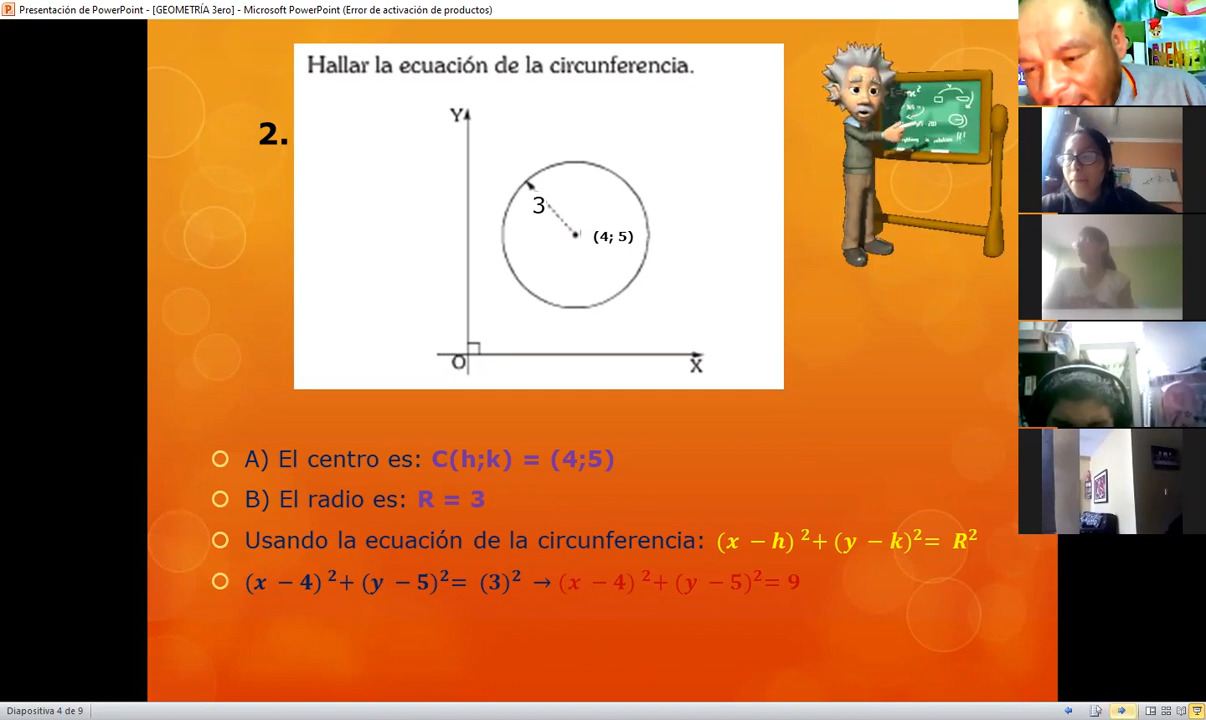 Presentación de PowerPoint - [GEOMETRÍA 3ero] - Microsoft PowerPoint (Error de activación de productos)
Hallar la ecuación de la circunferencia.
2.
Y
3
(4; 5)
O
X
A) El centro es: C(h;k) = (4;5)
B) El radio es: R = 3
Usando la ecuación de la circunferencia: (x − h)²+ (y − k)²= R²
(x − 4)²+ (y − 5)²= (3)² → (x − 4)²+ (y − 5)²= 9
Diapositiva 4 de 9